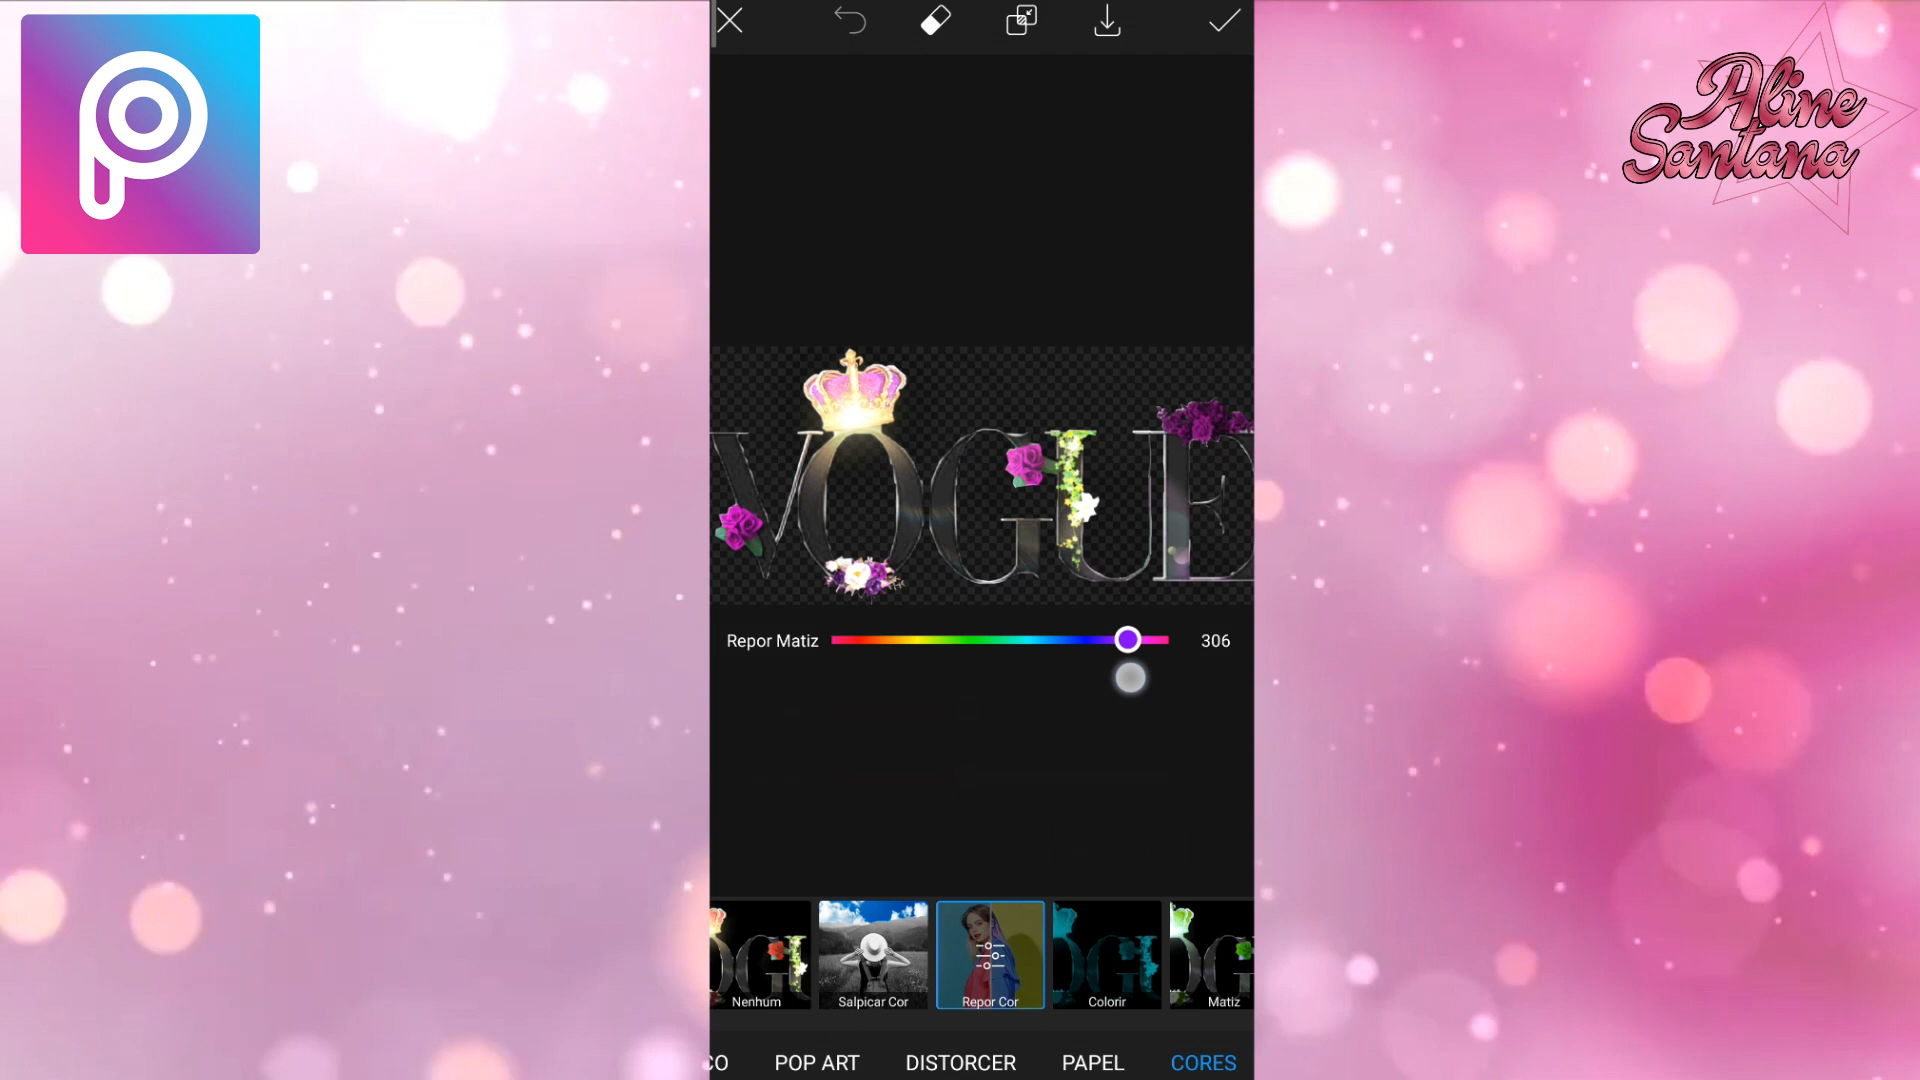 Aline
Santana
VOGUE
Repor Matiz
306
Nenhum
Salpicar Cor
Repor Cor
Colorir
Matiz
CO
POP ART
DISTORCER
PAPEL
CORES